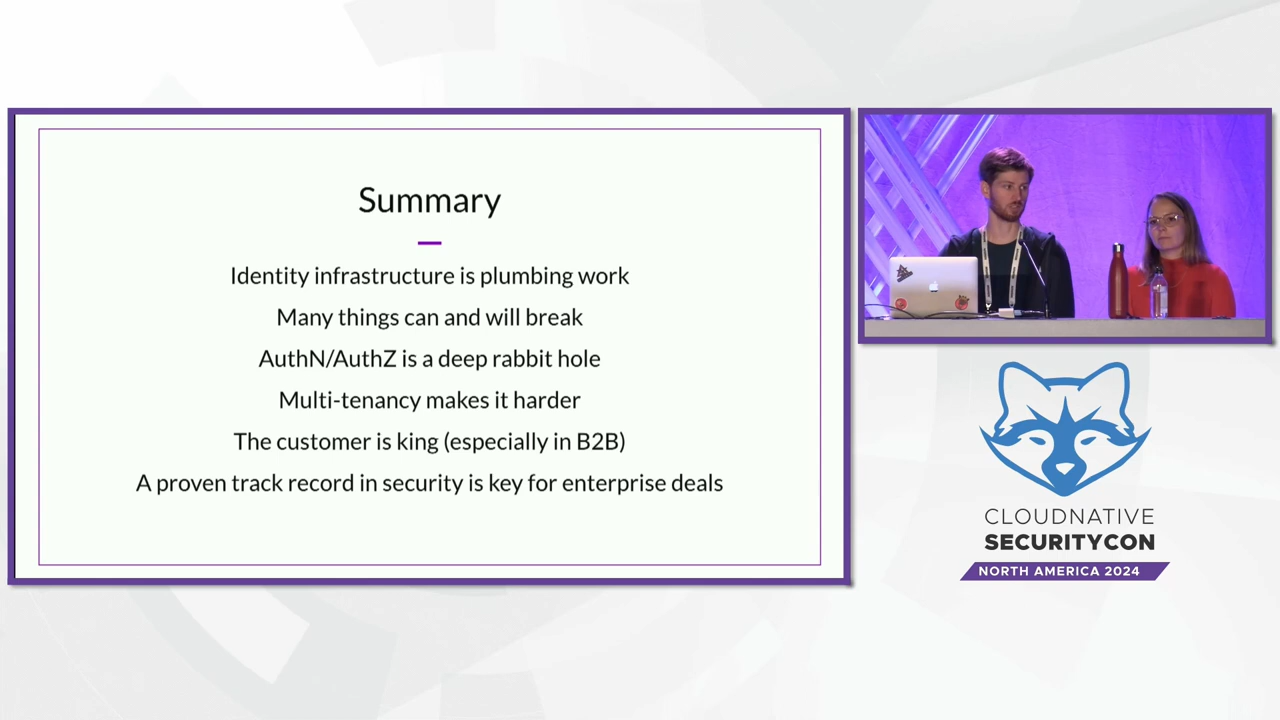 Summary
Identity infrastructure is plumbing work
Many things can and will break
AuthN/AuthZ is a deep rabbit hole
Multi-tenancy makes it harder
The customer is king (especially in B2B)
A proven track record in security is key for enterprise deals
CLOUDNATIVE
SECURITYCON
NORTH AMERICA 2024